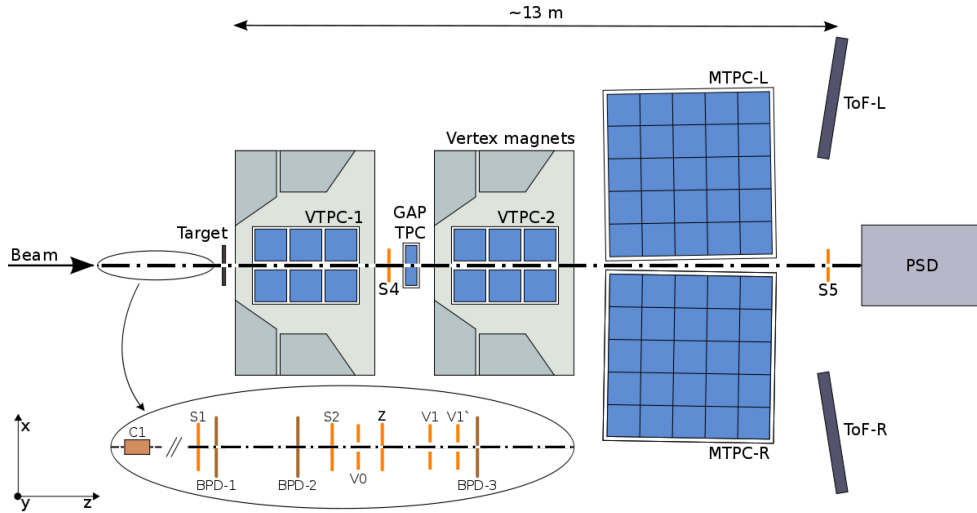 ~13 m
MTPC-L
ToF-L
Vertex magnets
VTPC-1
GAP
TPC
VTPC-2
Target
Beam
S4
S5
PSD
x
y
z
C1
S1
BPD-1
BPD-2
S2
V0
Z
V1
V1`
BPD-3
MTPC-R
ToF-R